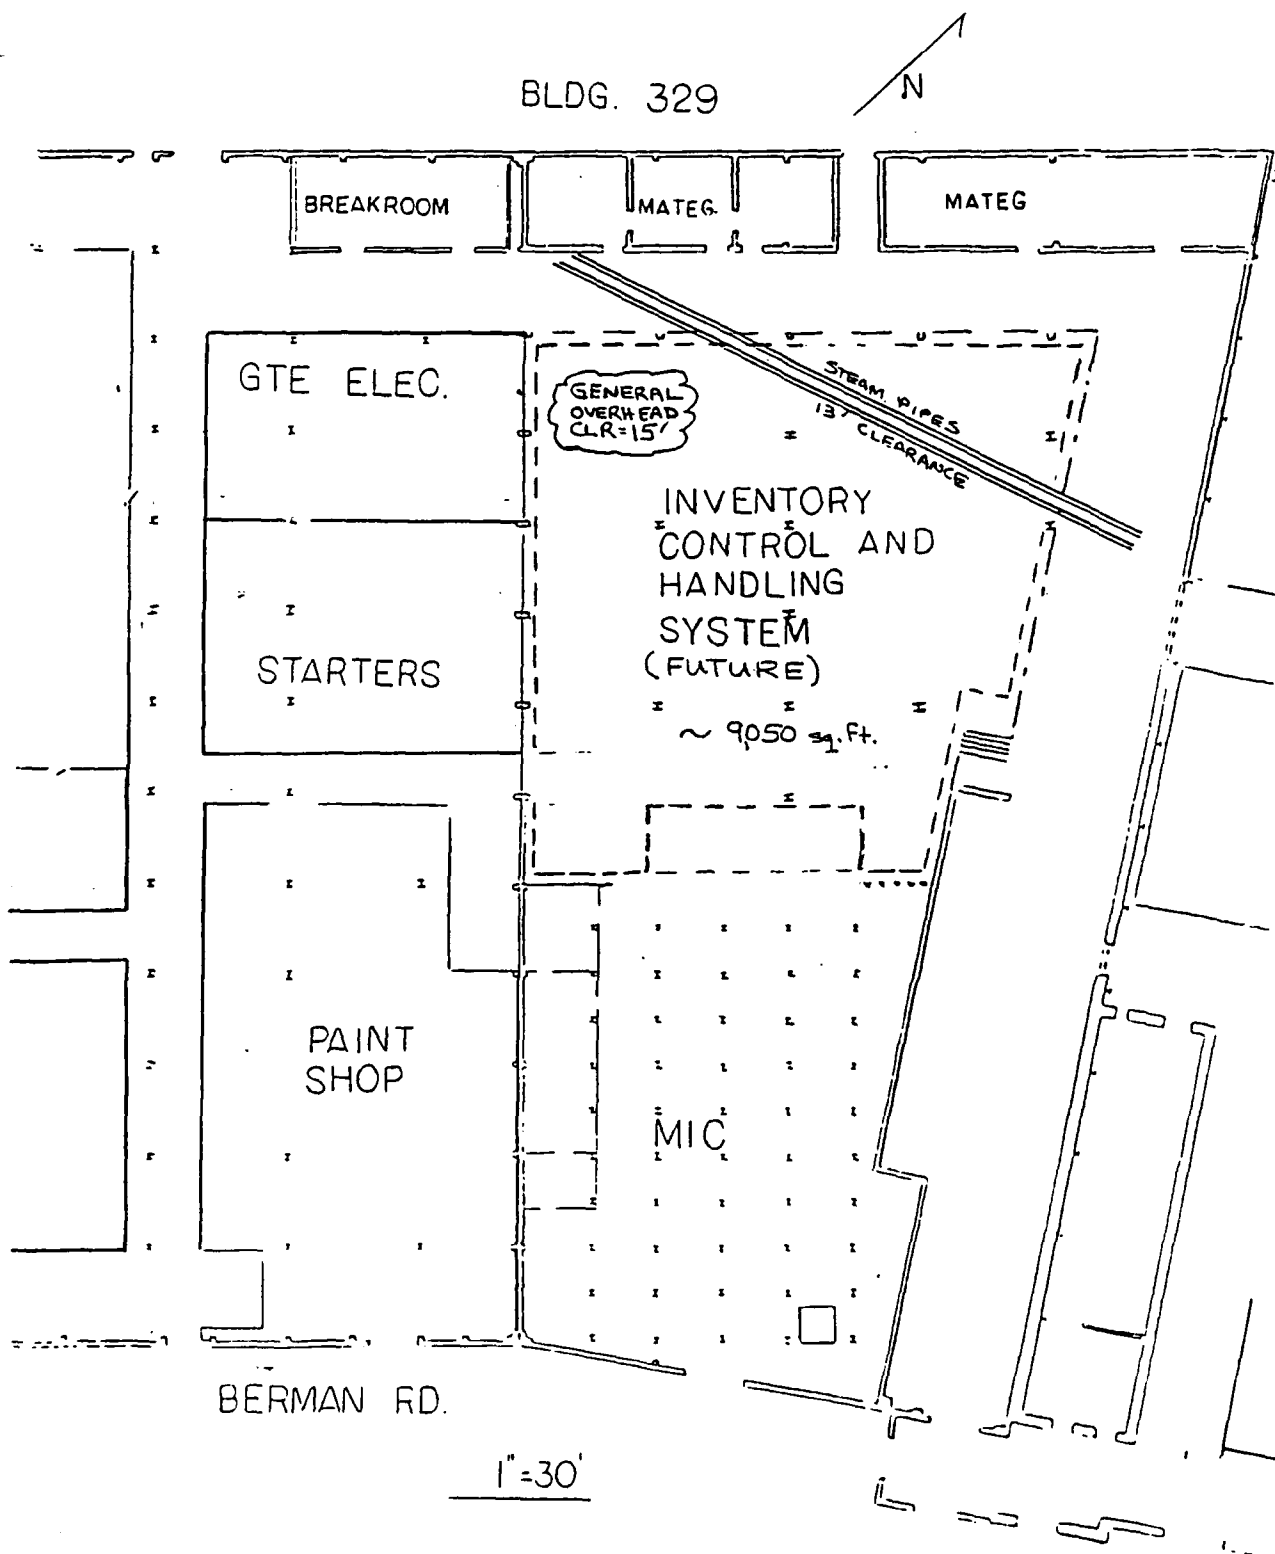 N
BLDG. 329
BREAKROOM
MATEG.
MATEG
GTE ELEC.
GENERAL
OVERHEAD
CLR=15'
STEAM PIPES
13' CLEARANCE
INVENTORY
CONTROL AND
HANDLING
SYSTEM
(FUTURE)
~ 9,050 sq.Ft.
STARTERS
PAINT
SHOP
MIC
BERMAN RD.
1"=30'